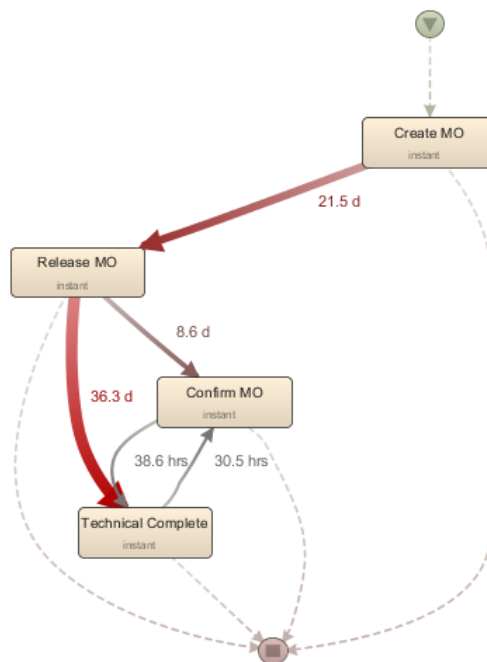 Create MO
instant
21.5 d
Release MO
instant
8.6 d
36.3 d
Confirm MO
instant
38.6 hrs
30.5 hrs
Technical Complete
instant